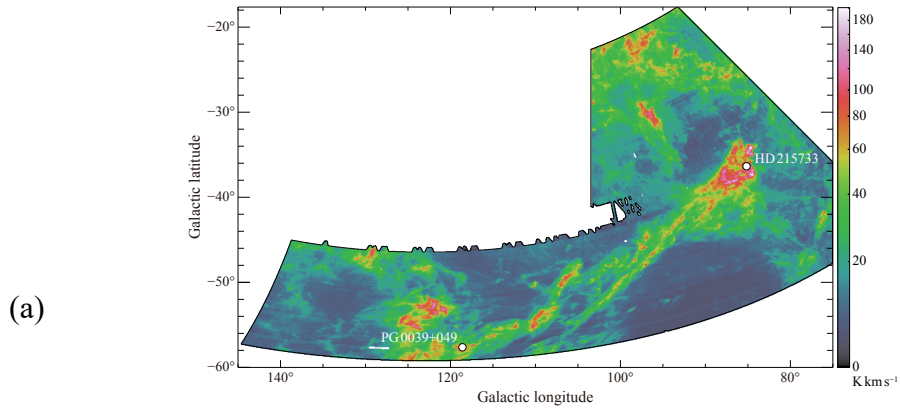 (a)
Galactic latitude
−20°
−30°
−40°
−50°
−60°
HD 215733
PG 0039+049
140°
120°
100°
80°
Galactic longitude
180
140
100
80
60
40
20
0
K km s⁻¹